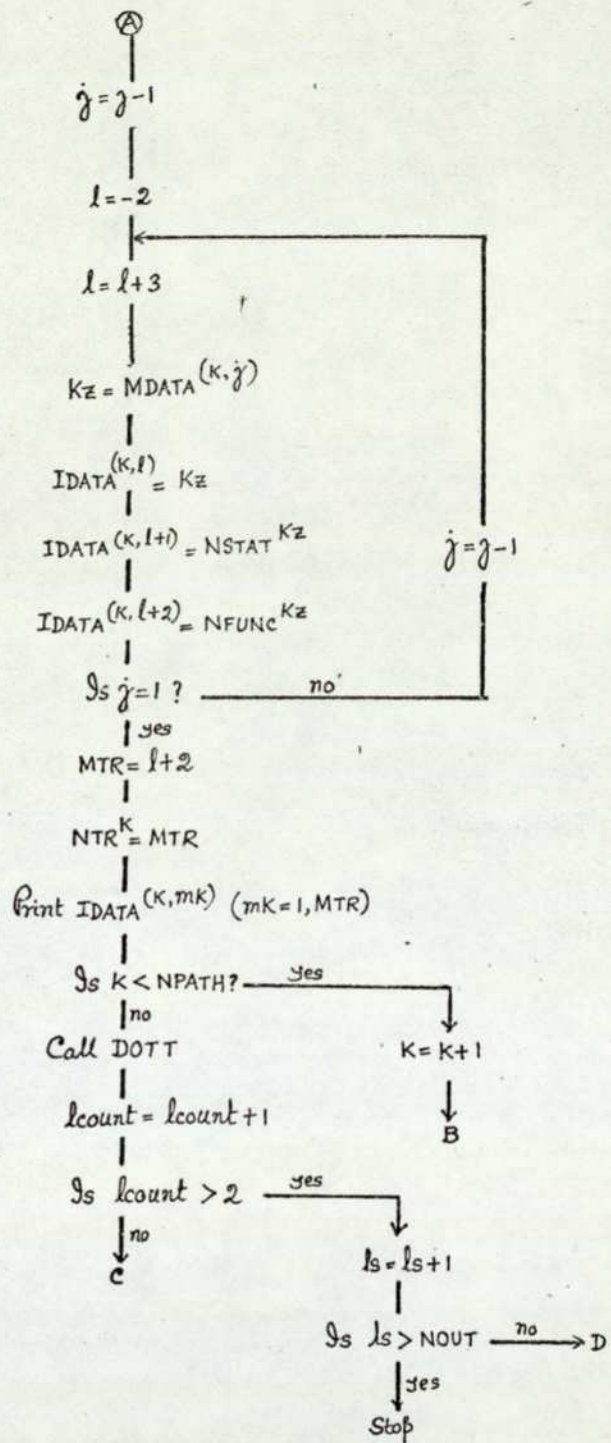 A
j = j-1
l = -2
l = l+3
Kz = MDATA(K,j)
IDATA(K,l) = Kz
IDATA(K,l+1) = NSTAT Kz
j = j-1
IDATA(K,l+2) = NFUNC Kz
Is j=1 ? no
yes
MTR = l+2
NTR K = MTR
Print IDATA(K,mK) (mK=1, MTR)
Is K < NPATH? yes
no
Call DOTT
K = K+1
lcount = lcount+1
B
Is lcount > 2 yes
no
C
ls = ls+1
Is ls > NOUT no D
yes
Stop